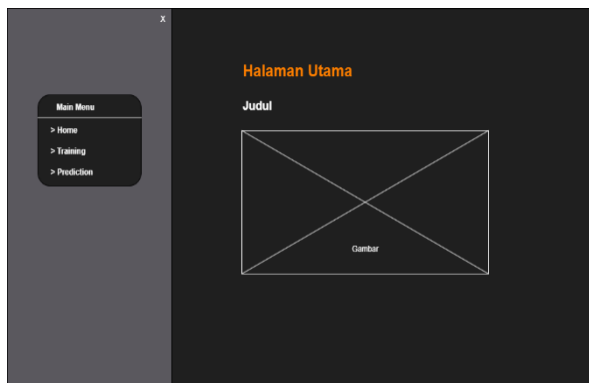 X
Main Menu
> Home
> Training
> Prediction
Halaman Utama
Judul
Gambar